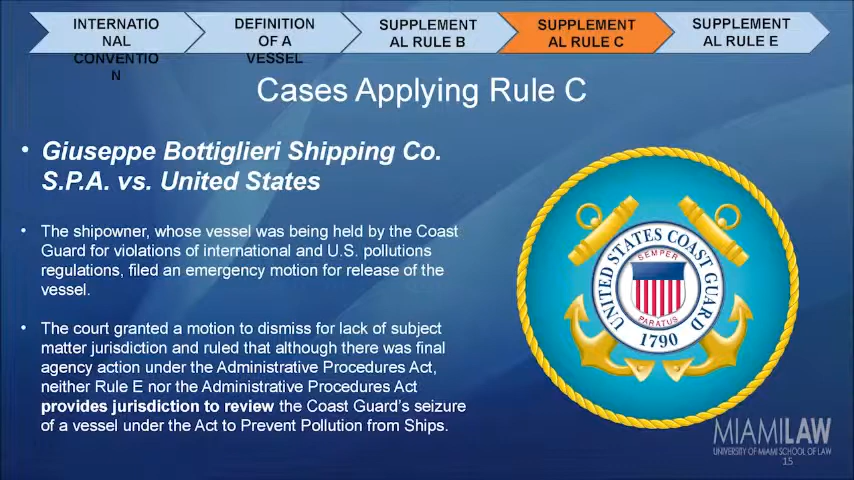 INTERNATIO
NAL
CONVENTIO
N
DEFINITION
OF A
VESSEL
SUPPLEMENT
AL RULE B
SUPPLEMENT
AL RULE C
SUPPLEMENT
AL RULE E
Cases Applying Rule C
• Giuseppe Bottiglieri Shipping Co.
S.P.A. vs. United States
• The shipowner, whose vessel was being held by the Coast
Guard for violations of international and U.S. pollutions
regulations, filed an emergency motion for release of the
vessel.
• The court granted a motion to dismiss for lack of subject
matter jurisdiction and ruled that although there was final
agency action under the Administrative Procedures Act,
neither Rule E nor the Administrative Procedures Act
provides jurisdiction to review the Coast Guard's seizure
of a vessel under the Act to Prevent Pollution from Ships.
UNITED STATES COAST GUARD
SEMPER
PARATUS
1790
MIAMI LAW
UNIVERSITY OF MIAMI SCHOOL OF LAW
15